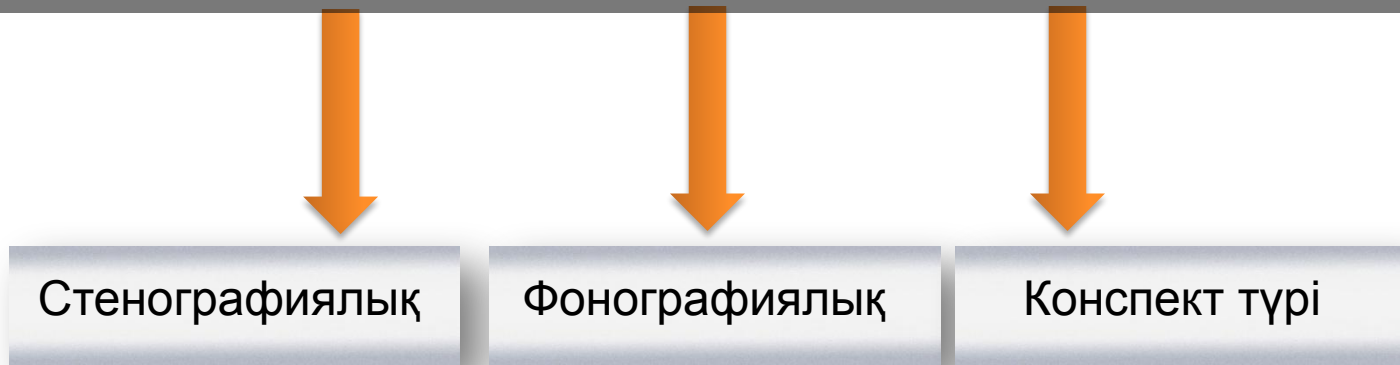 Стенографиялық
Фонографиялық
Конспект түрі